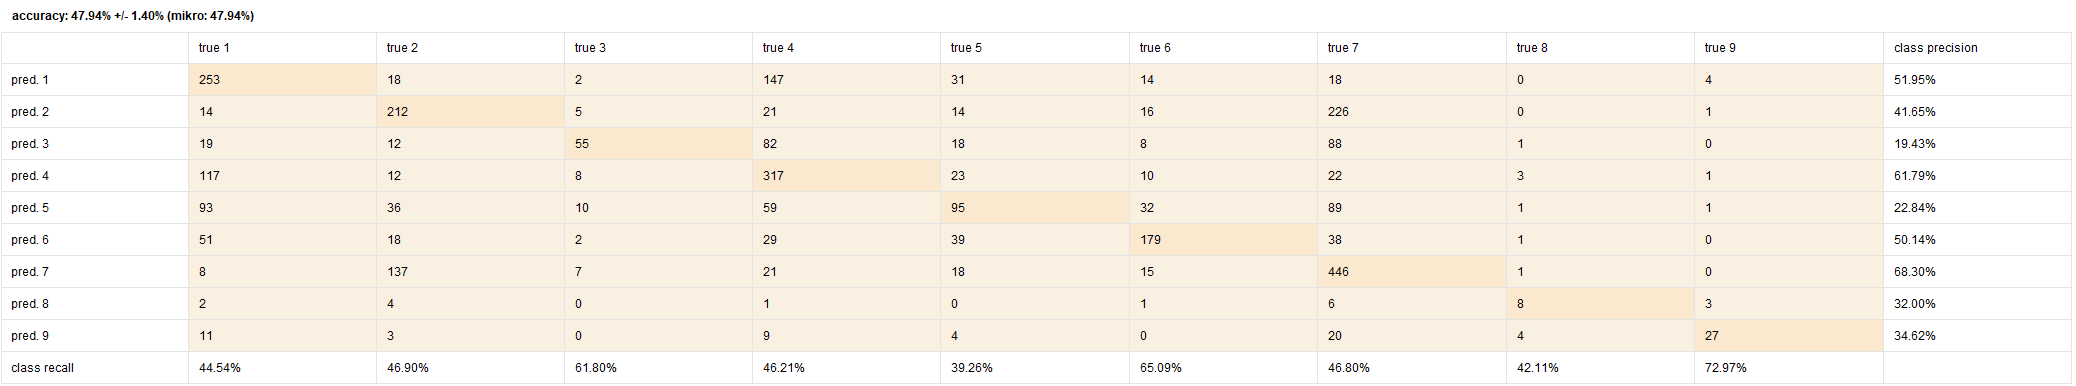 accuracy: 47.94% +/- 1.40% (mikro: 47.94%)
true 1 true 2 true 3 true 4 true 5 true 6 true 7 true 8 true 9 class precision
pred. 1 253 18 2 147 31 14 18 0 4 51.95%
pred. 2 14 212 5 21 14 16 226 0 1 41.65%
pred. 3 19 12 55 82 18 8 88 1 0 19.43%
pred. 4 117 12 8 317 23 10 22 3 1 61.79%
pred. 5 93 36 10 59 95 32 89 1 1 22.84%
pred. 6 51 18 2 29 39 179 38 1 0 50.14%
pred. 7 8 137 7 21 18 15 446 1 0 68.30%
pred. 8 2 4 0 1 0 1 6 8 3 32.00%
pred. 9 11 3 0 9 4 0 20 4 27 34.62%
class recall 44.54% 46.90% 61.80% 46.21% 39.26% 65.09% 46.80% 42.11% 72.97%